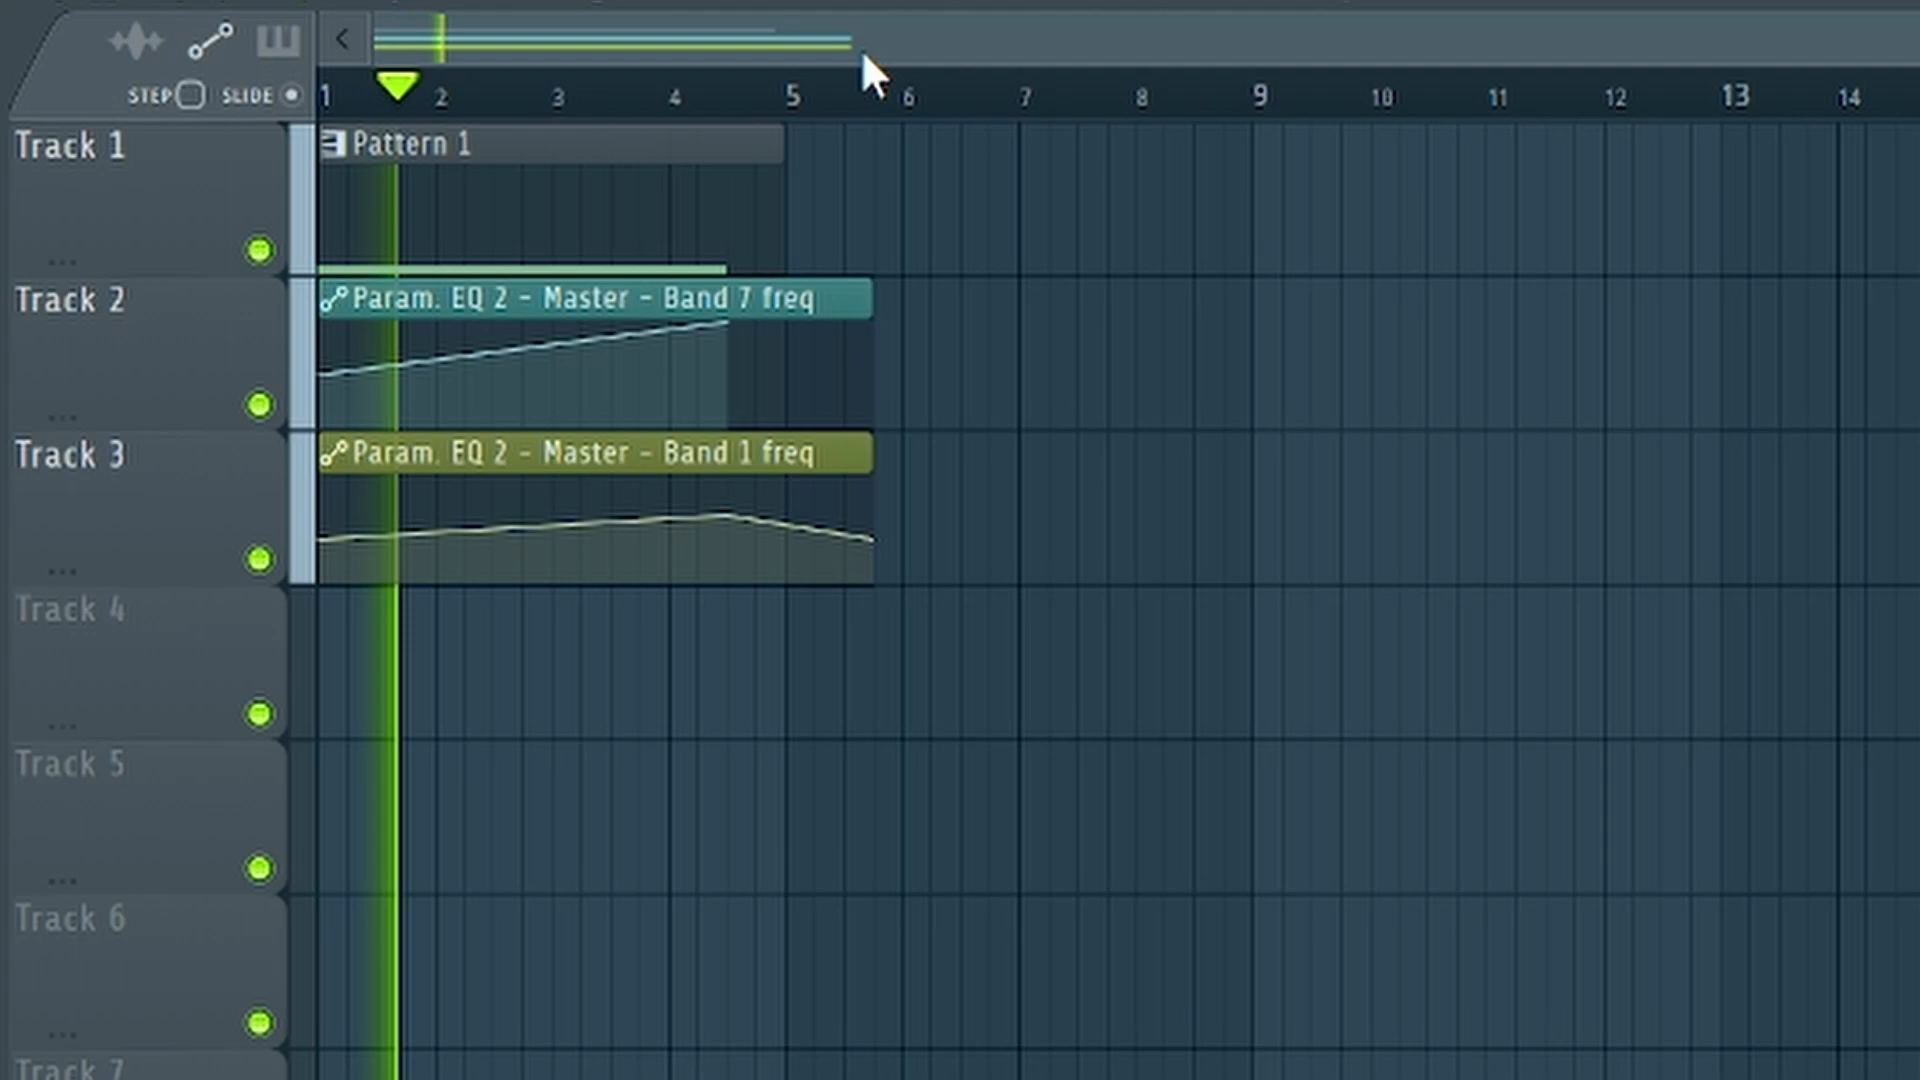 STEP SLIDE
1 2 3 4 5 6 7 8 9 10 11 12 13 14
Track 1
Pattern 1
...
Track 2
Param. EQ 2 - Master - Band 7 freq
...
Track 3
Param. EQ 2 - Master - Band 1 freq
...
Track 4
...
Track 5
...
Track 6
...
Track 7